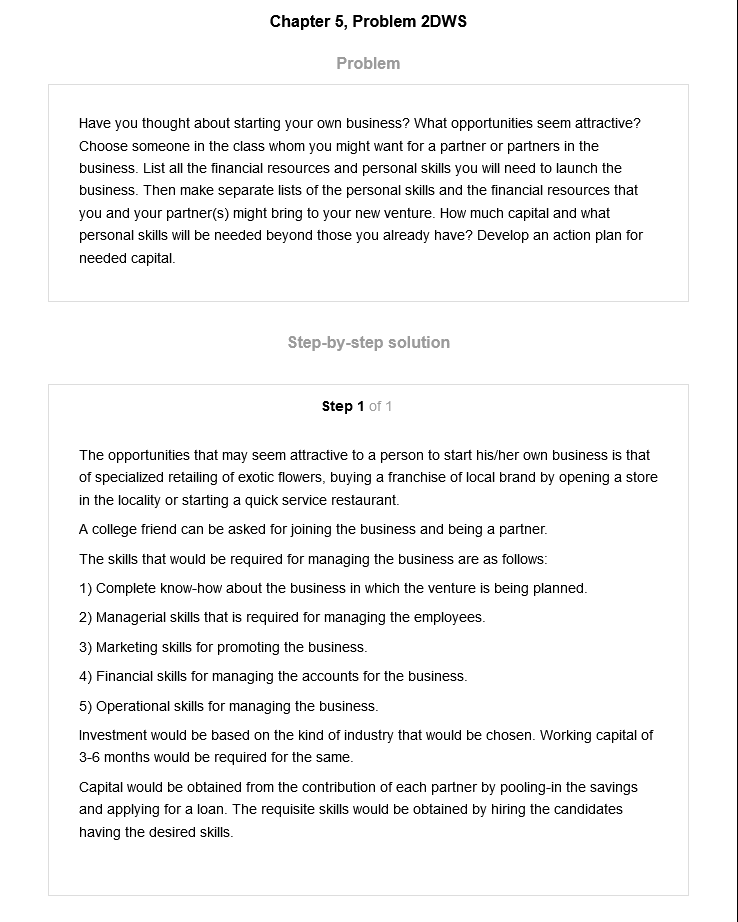 Chapter 5, Problem 2DWS
Problem
Have you thought about starting your own business? What opportunities seem attractive?
Choose someone in the class whom you might want for a partner or partners in the
business. List all the financial resources and personal skills you will need to launch the
business. Then make separate lists of the personal skills and the financial resources that
you and your partner(s) might bring to your new venture. How much capital and what
personal skills will be needed beyond those you already have? Develop an action plan for
needed capital.
Step-by-step solution
Step 1 of 1
The opportunities that may seem attractive to a person to start his/her own business is that
of specialized retailing of exotic flowers, buying a franchise of local brand by opening a store
in the locality or starting a quick service restaurant.
A college friend can be asked for joining the business and being a partner.
The skills that would be required for managing the business are as follows:
1) Complete know-how about the business in which the venture is being planned.
2) Managerial skills that is required for managing the employees.
3) Marketing skills for promoting the business.
4) Financial skills for managing the accounts for the business.
5) Operational skills for managing the business.
Investment would be based on the kind of industry that would be chosen. Working capital of
3-6 months would be required for the same.
Capital would be obtained from the contribution of each partner by pooling-in the savings
and applying for a loan. The requisite skills would be obtained by hiring the candidates
having the desired skills.